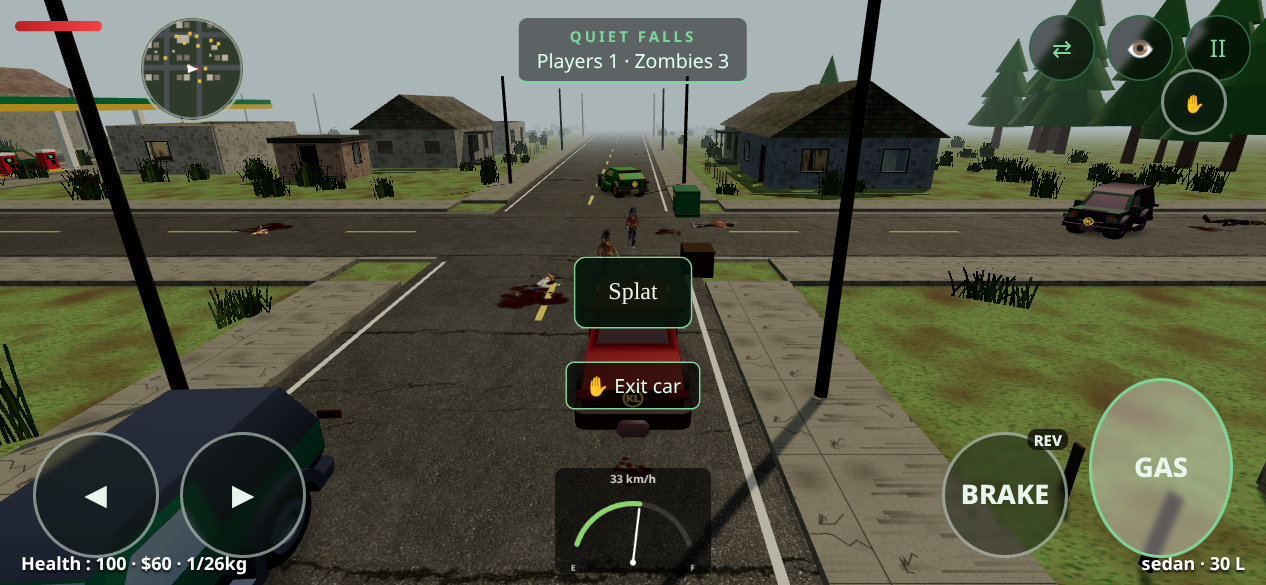 QUIET FALLS
Players 1 · Zombies 3
Splat
✋ Exit car
KL
REV
BRAKE
GAS
33 km/h
E
F
Health : 100 · $60 · 1/26kg
sedan · 30 L